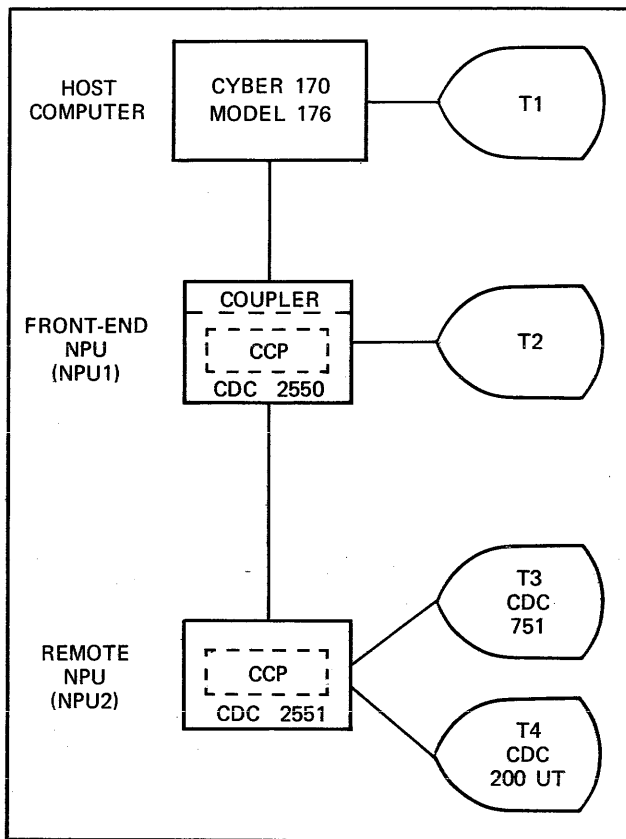 HOST
COMPUTER
CYBER 170
MODEL 176
T1
FRONT-END
NPU
(NPU1)
COUPLER
CCP
CDC 2550
T2
REMOTE
NPU
(NPU2)
CCP
CDC 2551
T3
CDC
751
T4
CDC
200 UT